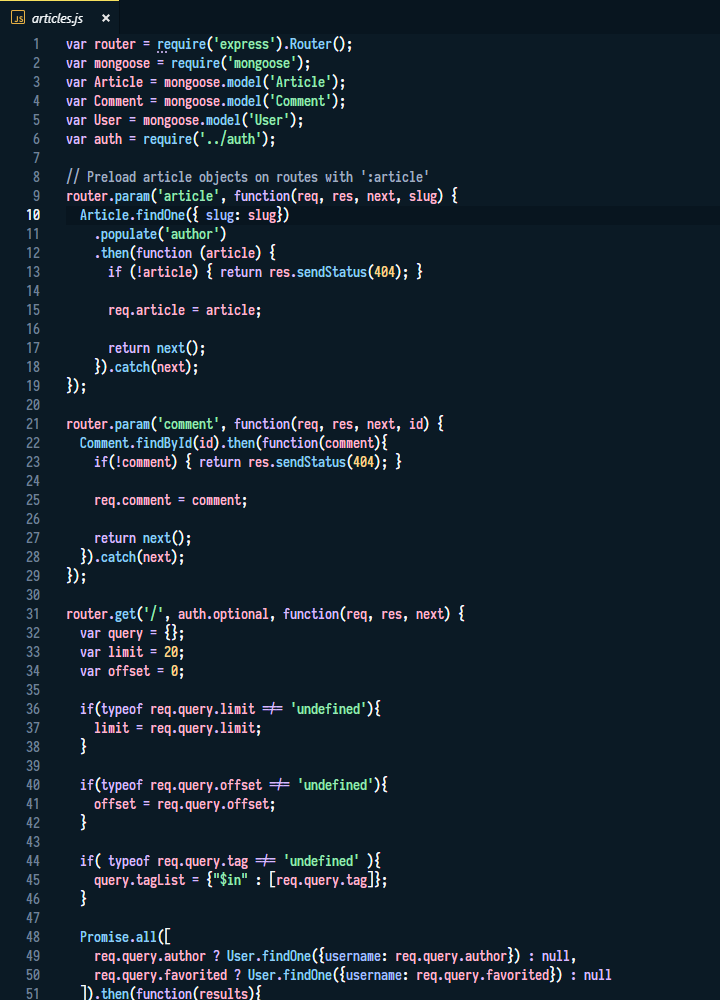 JS articles.js ×
1 var router = require('express').Router();
2 var mongoose = require('mongoose');
3 var Article = mongoose.model('Article');
4 var Comment = mongoose.model('Comment');
5 var User = mongoose.model('User');
6 var auth = require('../auth');
7
8 // Preload article objects on routes with ':article'
9 router.param('article', function(req, res, next, slug) {
10   Article.findOne({ slug: slug})
11     .populate('author')
12     .then(function (article) {
13       if (!article) { return res.sendStatus(404); }
14
15       req.article = article;
16
17       return next();
18     }).catch(next);
19 });
20
21 router.param('comment', function(req, res, next, id) {
22   Comment.findById(id).then(function(comment){
23     if(!comment) { return res.sendStatus(404); }
24
25     req.comment = comment;
26
27     return next();
28   }).catch(next);
29 });
30
31 router.get('/', auth.optional, function(req, res, next) {
32   var query = {};
33   var limit = 20;
34   var offset = 0;
35
36   if(typeof req.query.limit !== 'undefined'){
37     limit = req.query.limit;
38   }
39
40   if(typeof req.query.offset !== 'undefined'){
41     offset = req.query.offset;
42   }
43
44   if( typeof req.query.tag !== 'undefined' ){
45     query.tagList = {"$in" : [req.query.tag]};
46   }
47
48   Promise.all([
49     req.query.author ? User.findOne({username: req.query.author}) : null,
50     req.query.favorited ? User.findOne({username: req.query.favorited}) : null
51   ]).then(function(results){